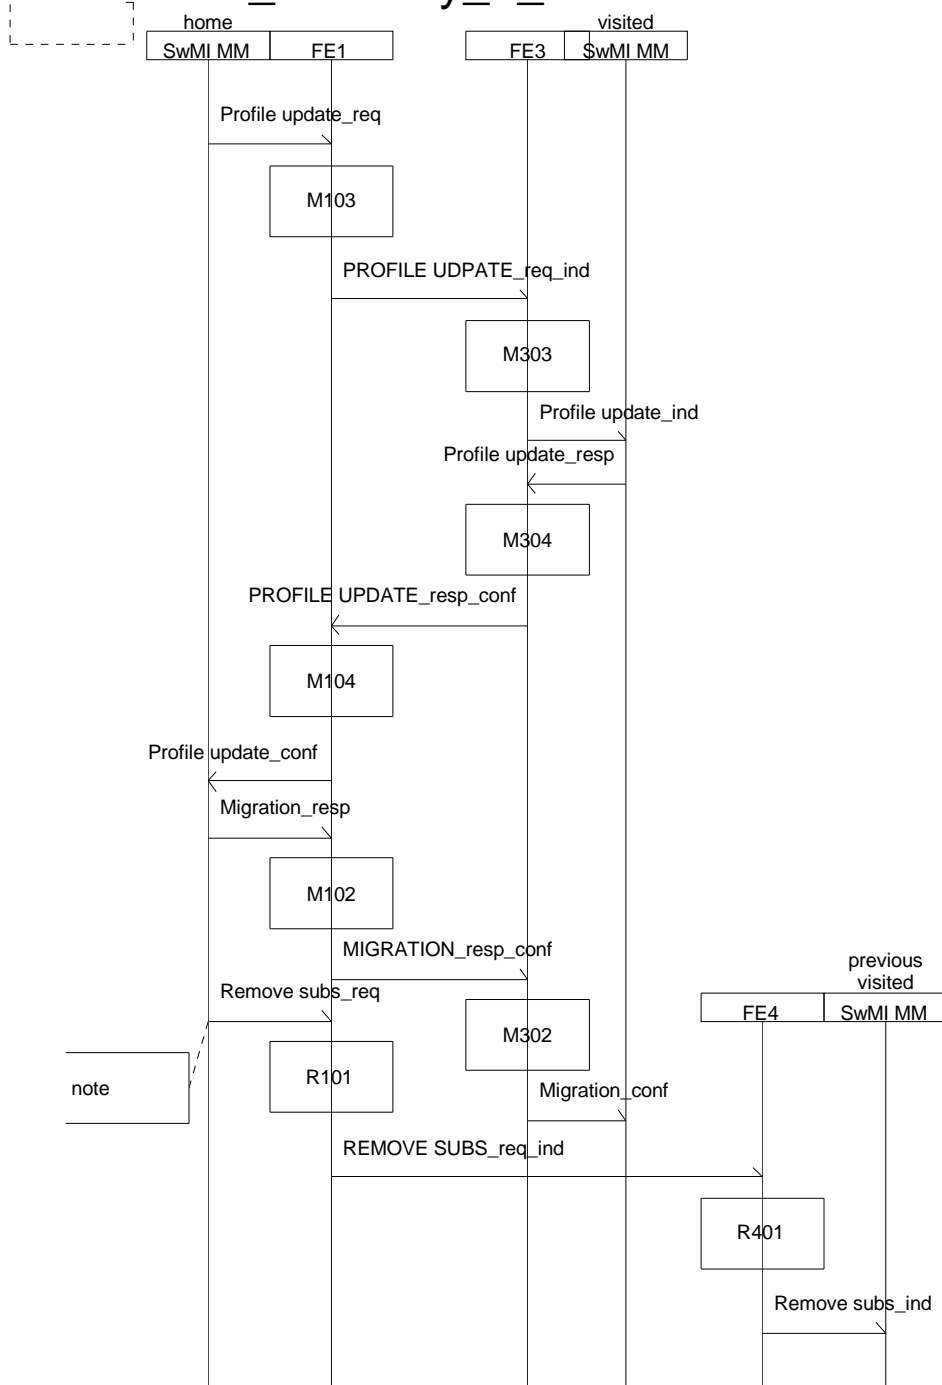 home
visited
SwMI MM
FE1
FE3
SwMI MM
Profile update_req
M103
PROFILE UDPATE_req_ind
M303
Profile update_ind
Profile update_resp
M304
PROFILE UPDATE_resp_conf
M104
Profile update_conf
Migration_resp
M102
MIGRATION_resp_conf
previous
visited
Remove subs_req
FE4
SwMI MM
M302
R101
note
Migration_conf
REMOVE SUBS_req_ind
R401
Remove subs_ind